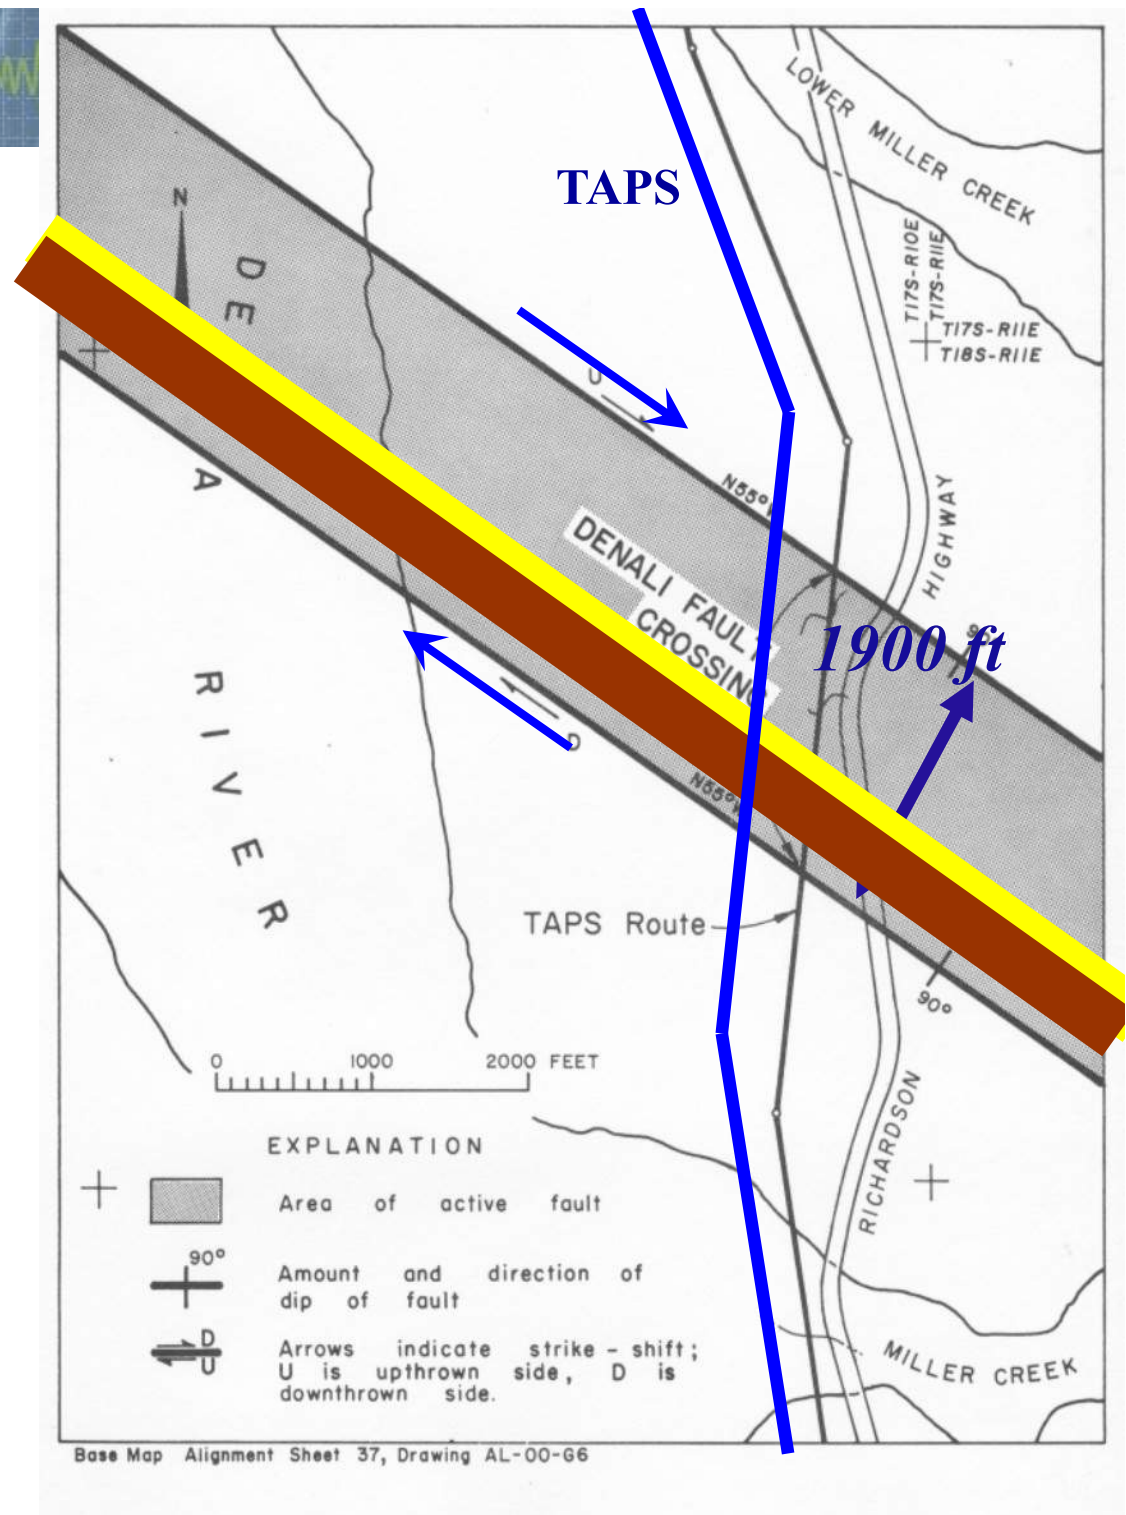 LOWER MILLER CREEK
TAPS
N
DE
T17S-R10E
T17S-R11E
T17S-R11E
T18S-R11E
U
A
N55°
HIGHWAY
DENALI FAULT
CROSSING
1900 ft
RIVER
D
N55°W
TAPS Route
90°
0 1000 2000 FEET
RICHARDSON
EXPLANATION
Area of active fault
90°
Amount and direction of
dip of fault
D
U
Arrows indicate strike-shift;
U is upthrown side, D is
downthrown side.
MILLER CREEK
Base Map Alignment Sheet 37, Drawing AL-00-G6